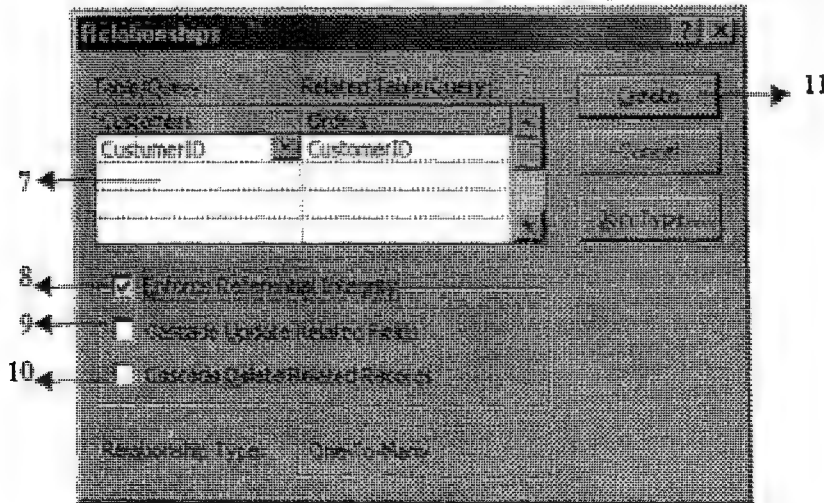 Relationships ? X
Table/Query Related Table/Query
Create 11
Customers Orders
CustumerID CustomerID
Cancel
7
Join Type..
8 Enforce Referential Integrity
9 Cascade Update Related Fields
10 Cascade Delete Related Records
Relationship Type: One-To-Many